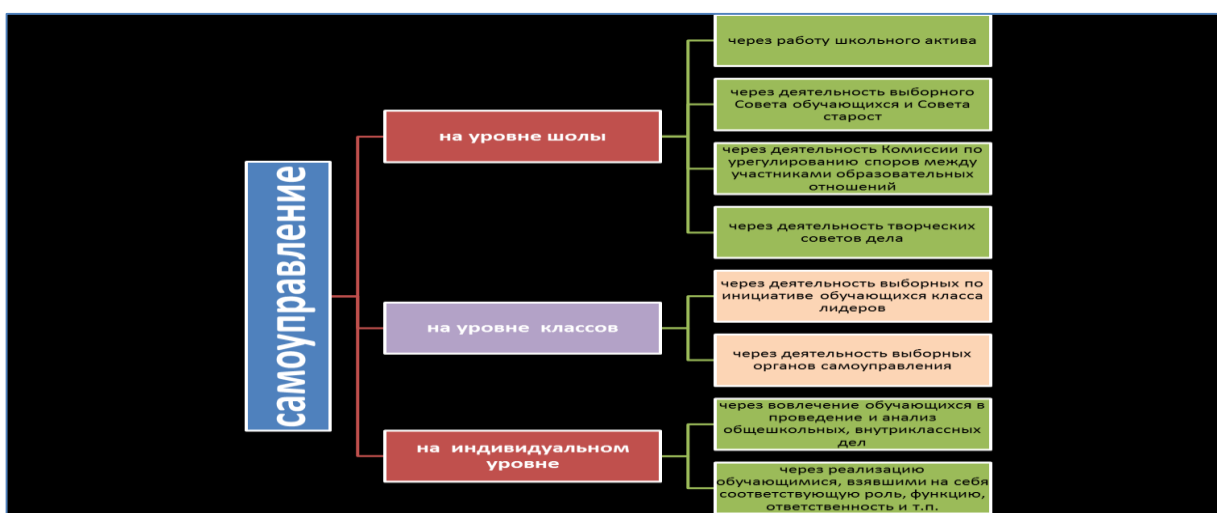 самоуправление
на уровне шолы
через работу школьного актива
через деятельность выборного
Совета обучающихся и Совета
старост
через деятельность Комиссии по
урегулированию споров между
участниками образовательных
отношений
через деятельность творческих
советов дела
на уровне классов
через деятельность выборных по
инициативе обучающихся класса
лидеров
через деятельность выборных
органов самоуправления
на индивидуальном
уровне
через вовлечение обучающихся в
проведение и анализ
общешкольных, внутриклассных
дел
через реализацию
обучающимися, взявшими на себя
соответствующую роль, функцию,
ответственность и т.п.